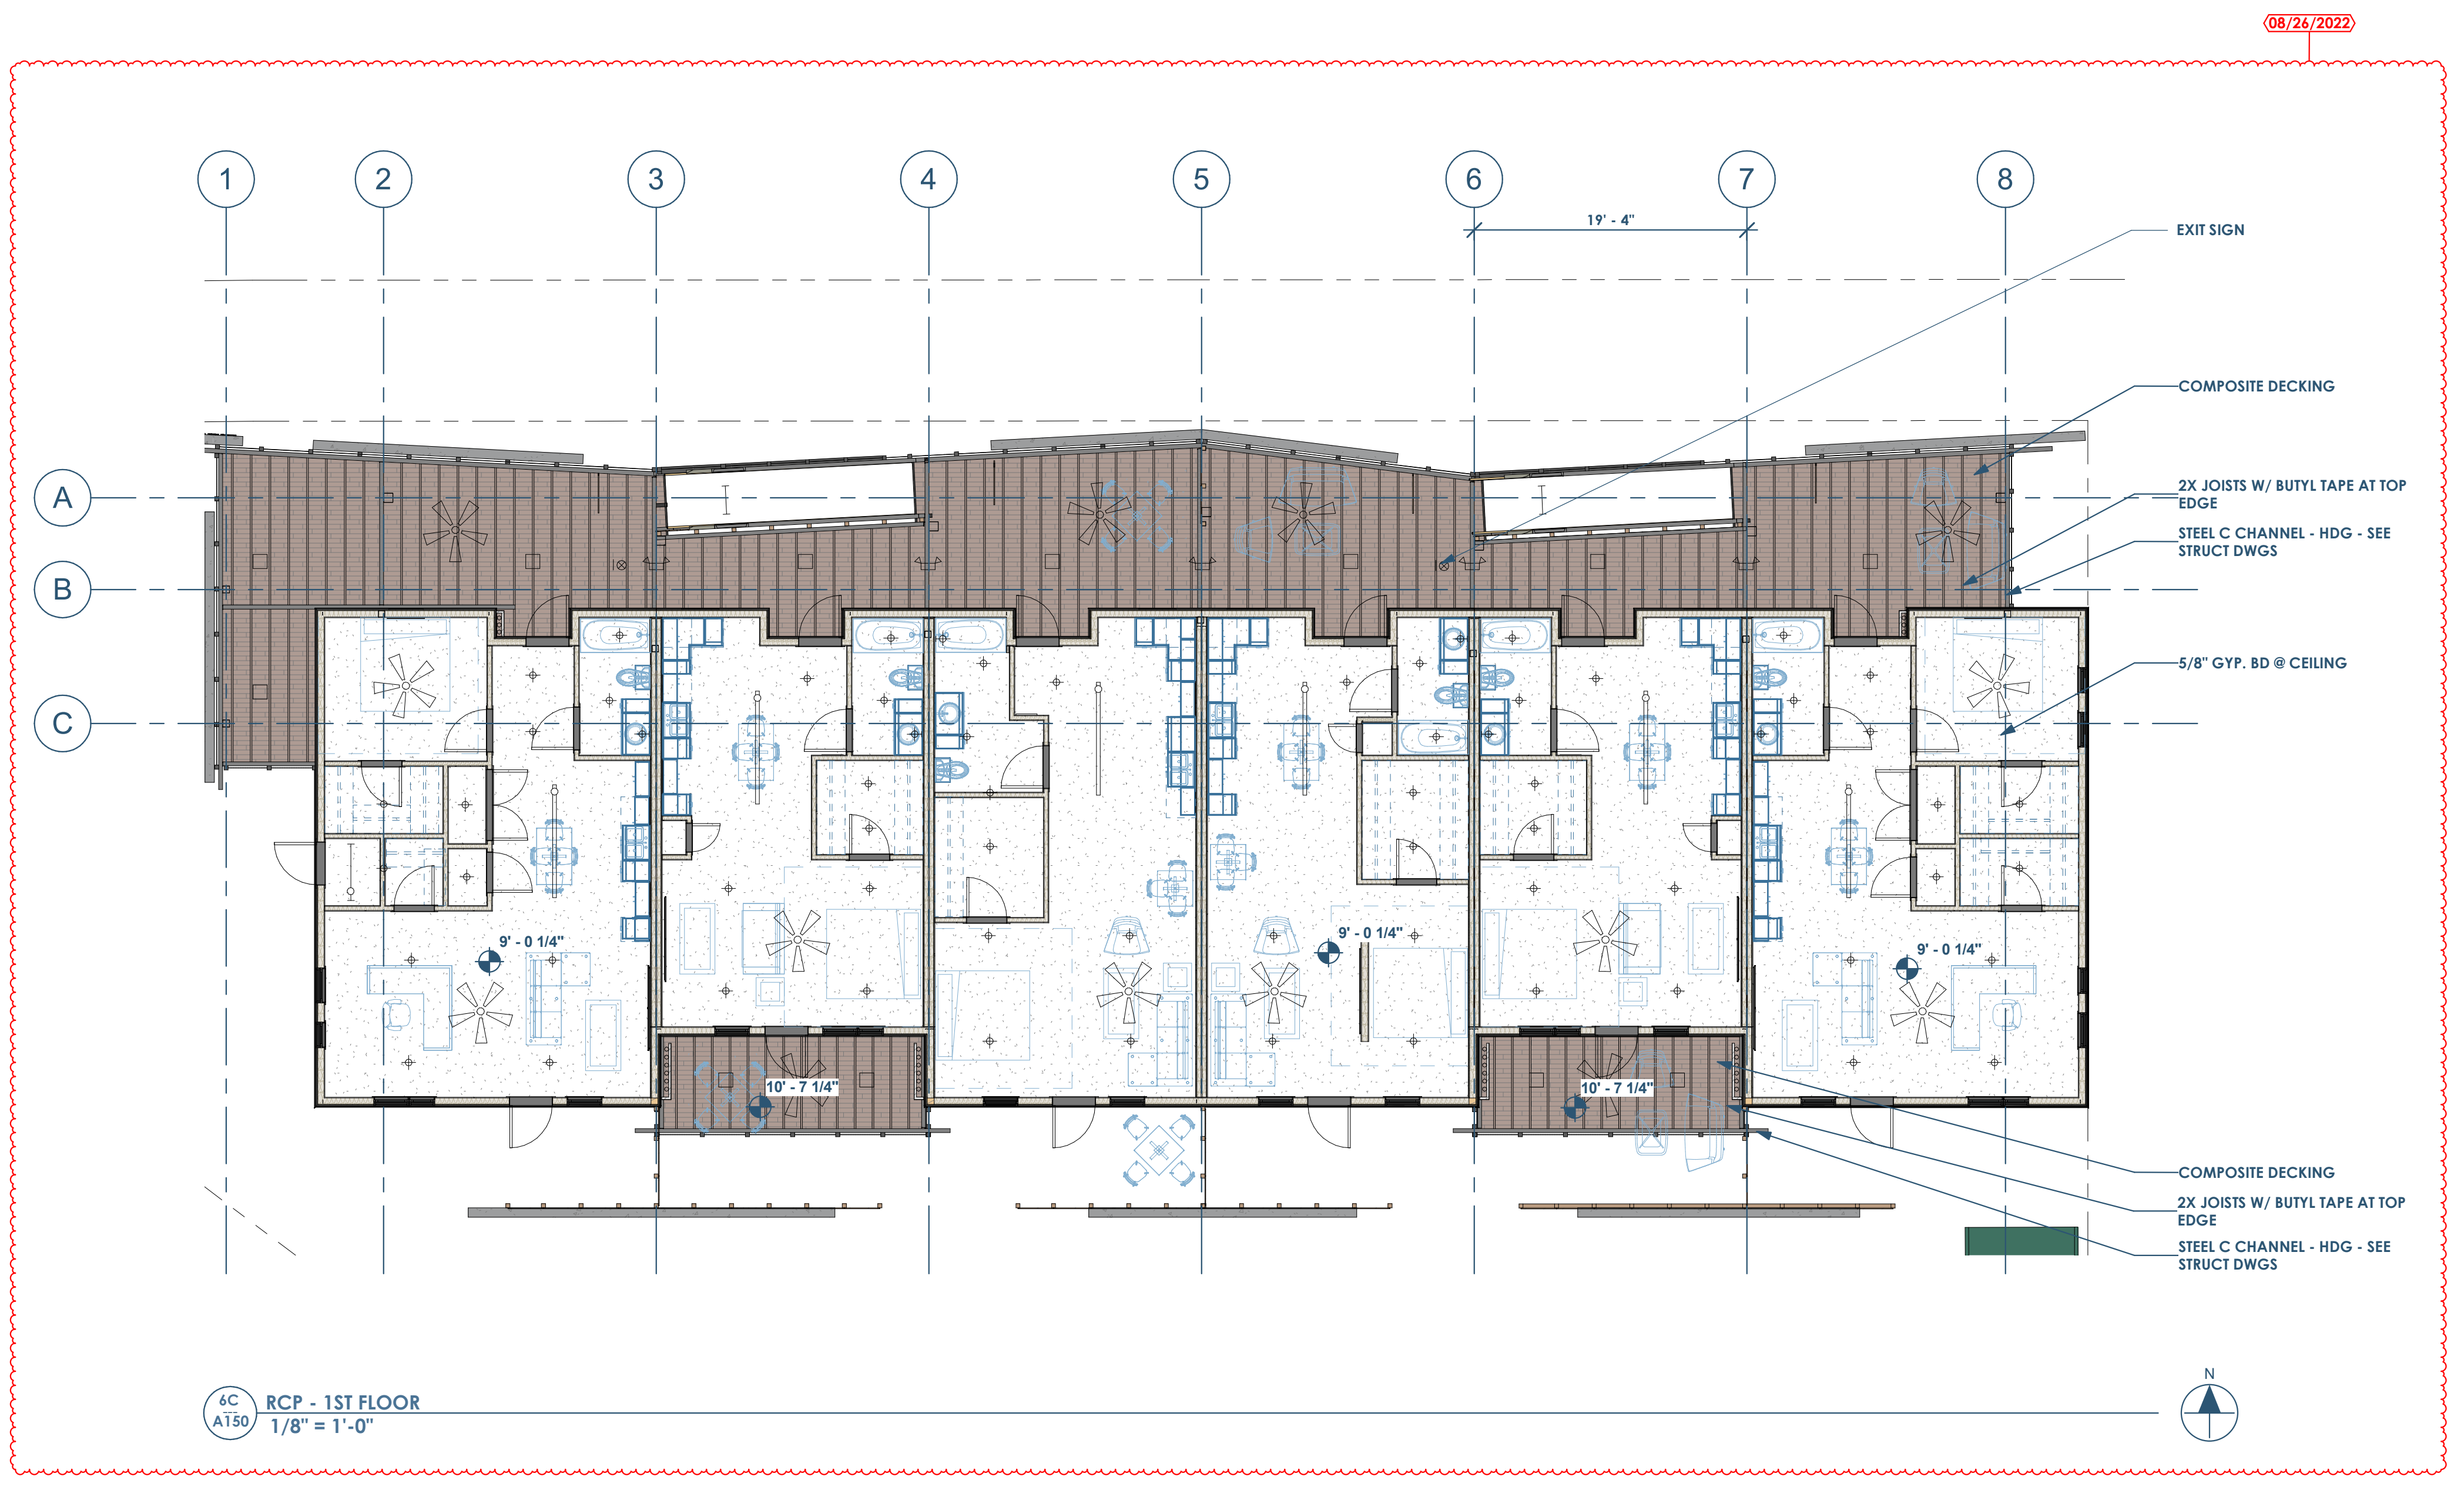 08/26/2022
1 2 3 4 5 6 7 8
19' - 4"
EXIT SIGN
COMPOSITE DECKING
A
2X JOISTS W/ BUTYL TAPE AT TOP
EDGE
STEEL C CHANNEL - HDG - SEE
STRUCT DWGS
B
5/8" GYP. BD @ CEILING
C
9' - 0 1/4"
9' - 0 1/4"
9' - 0 1/4"
10' - 7 1/4"
10' - 7 1/4"
COMPOSITE DECKING
2X JOISTS W/ BUTYL TAPE AT TOP
EDGE
STEEL C CHANNEL - HDG - SEE
STRUCT DWGS
N
6C
---
A150
RCP - 1ST FLOOR
1/8" = 1'-0"